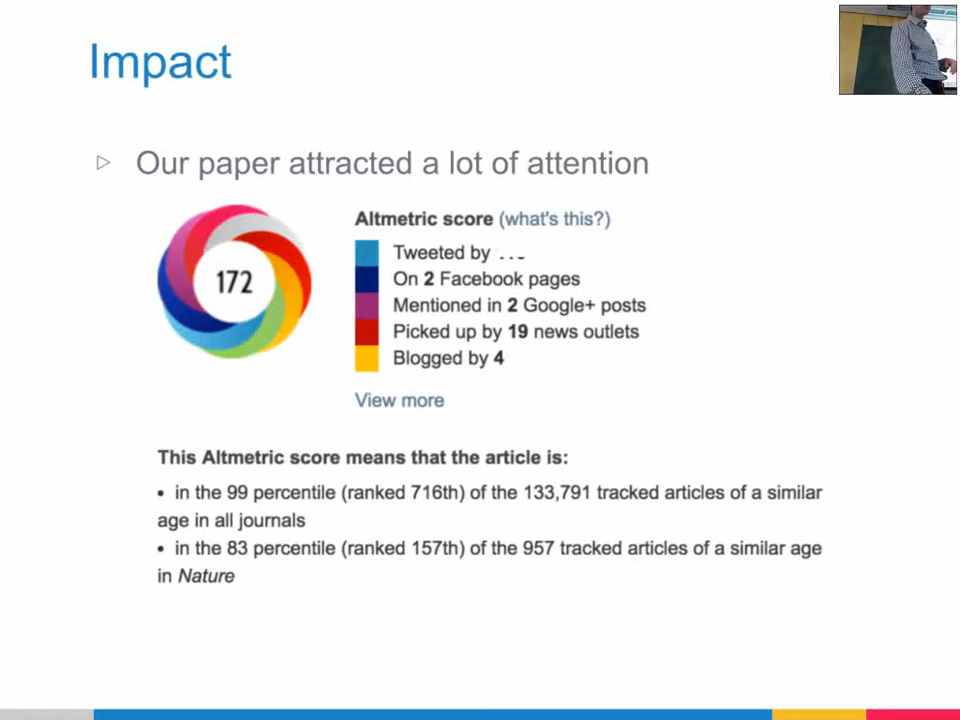 Impact
Our paper attracted a lot of attention
172
Altmetric score (what's this?)
Tweeted by
On 2 Facebook pages
Mentioned in 2 Google+ posts
Picked up by 19 news outlets
Blogged by 4
View more
This Altmetric score means that the article is:
• in the 99 percentile (ranked 716th) of the 133,791 tracked articles of a similar
age in all journals
• in the 83 percentile (ranked 157th) of the 957 tracked articles of a similar age
in Nature